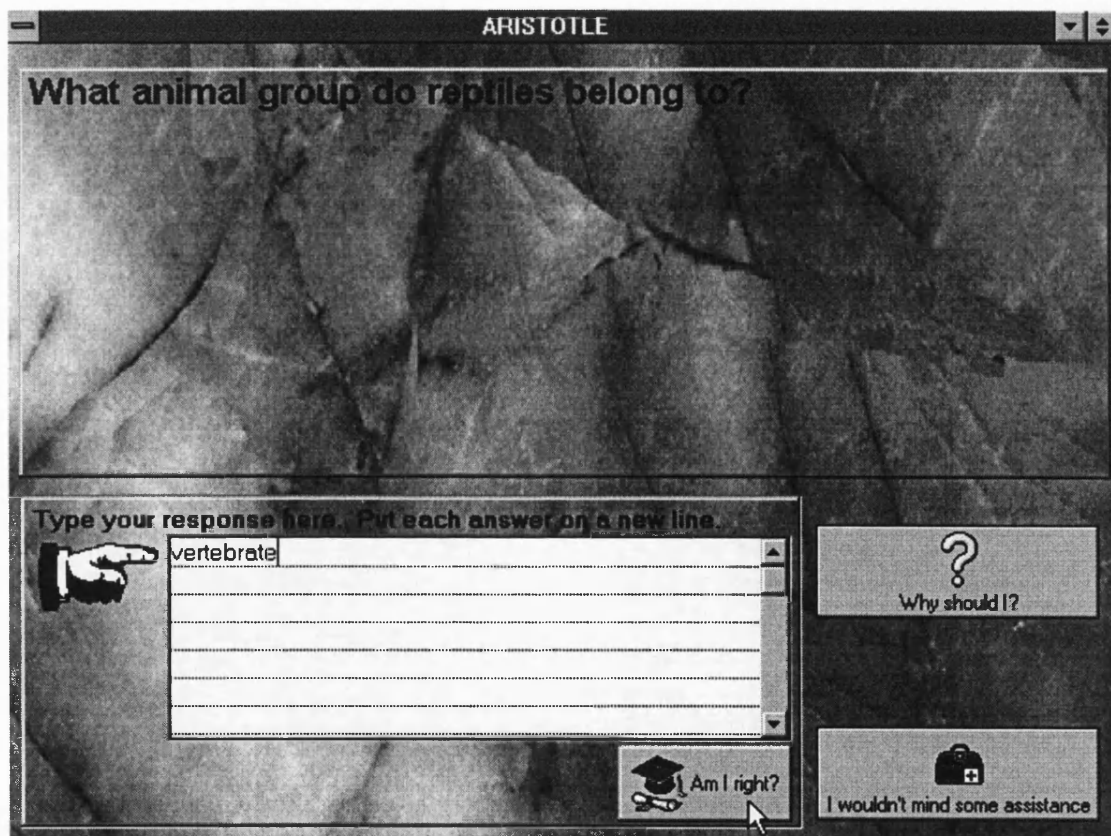 ARISTOTLE
What animal group do reptiles belong to?
Type your response here. Put each answer on a new line.
vertebrate
Why should I?
Am I right?
I wouldn't mind some assistance